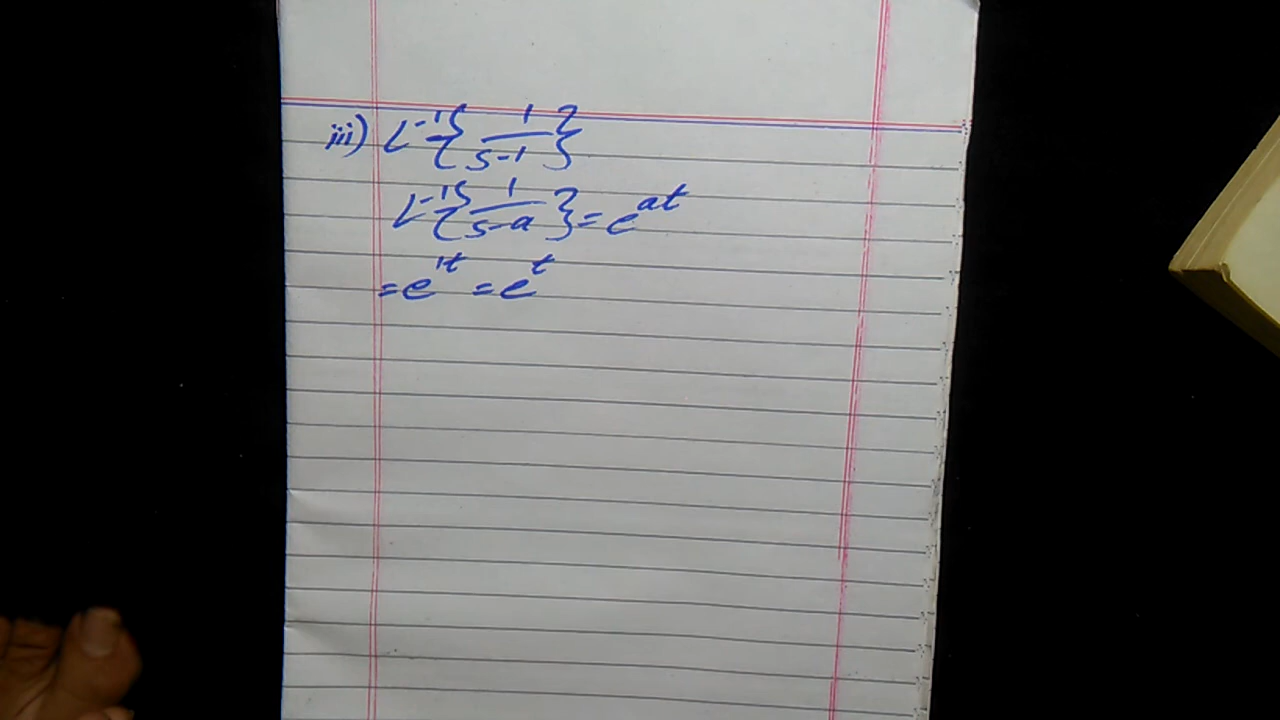 iii) L⁻¹{ 1/(s-1) }
L⁻¹{ 1/(s-a) } = e^at
= e^1t = e^t